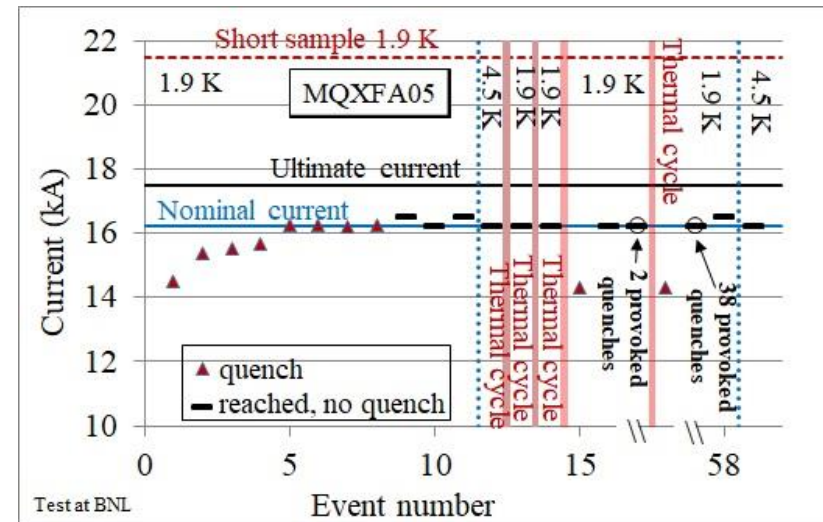 22
20
18
16
14
12
10
Current (kA)
Short sample 1.9 K
1.9 K
MQXFA05
4.5 K
1.9 K
1.9 K
1.9 K
Thermal cycle
1.9 K
4.5 K
Ultimate current
Nominal current
Thermal cycle
Thermal cycle
Thermal cycle
2 provoked
quenches
38 provoked
quenches
quench
reached, no quench
0
5
10
15
58
Test at BNL
Event number